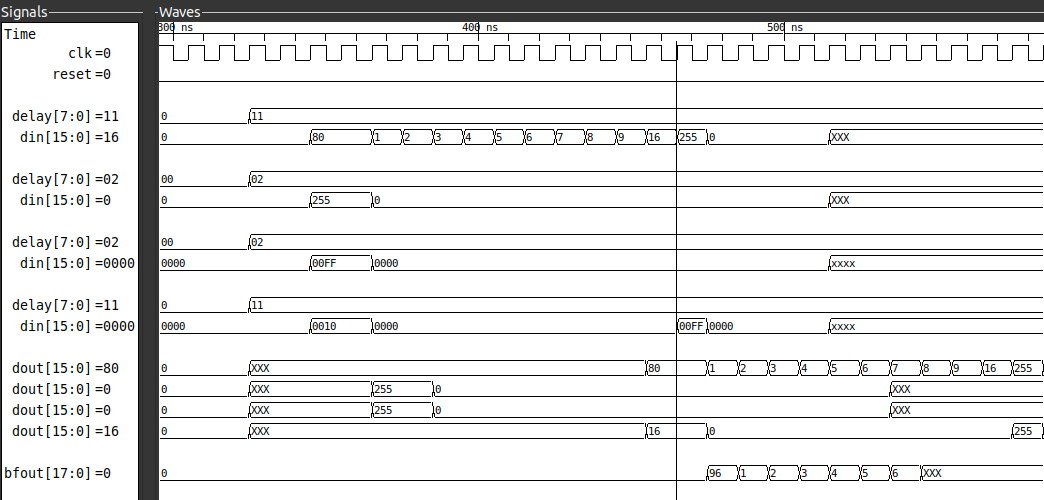 Signals Waves
Time 300 ns 400 ns 500 ns
clk=0
reset=0
delay[7:0]=11 0 11
din[15:0]=16 0 80 1 2 3 4 5 6 7 8 9 16 255 0 XXX
delay[7:0]=02 00 02
din[15:0]=0 0 255 0 XXX
delay[7:0]=02 00 02
din[15:0]=0000 0000 00FF 0000 xxxx
delay[7:0]=11 0 11
din[15:0]=0000 0000 0010 0000 00FF 0000 xxxx
dout[15:0]=80 0 XXX 80 1 2 3 4 5 6 7 8 9 16 255
dout[15:0]=0 0 XXX 255 0 XXX
dout[15:0]=0 0 XXX 255 0 XXX
dout[15:0]=16 0 XXX 16 0 255
bfout[17:0]=0 0 96 1 2 3 4 5 6 XXX